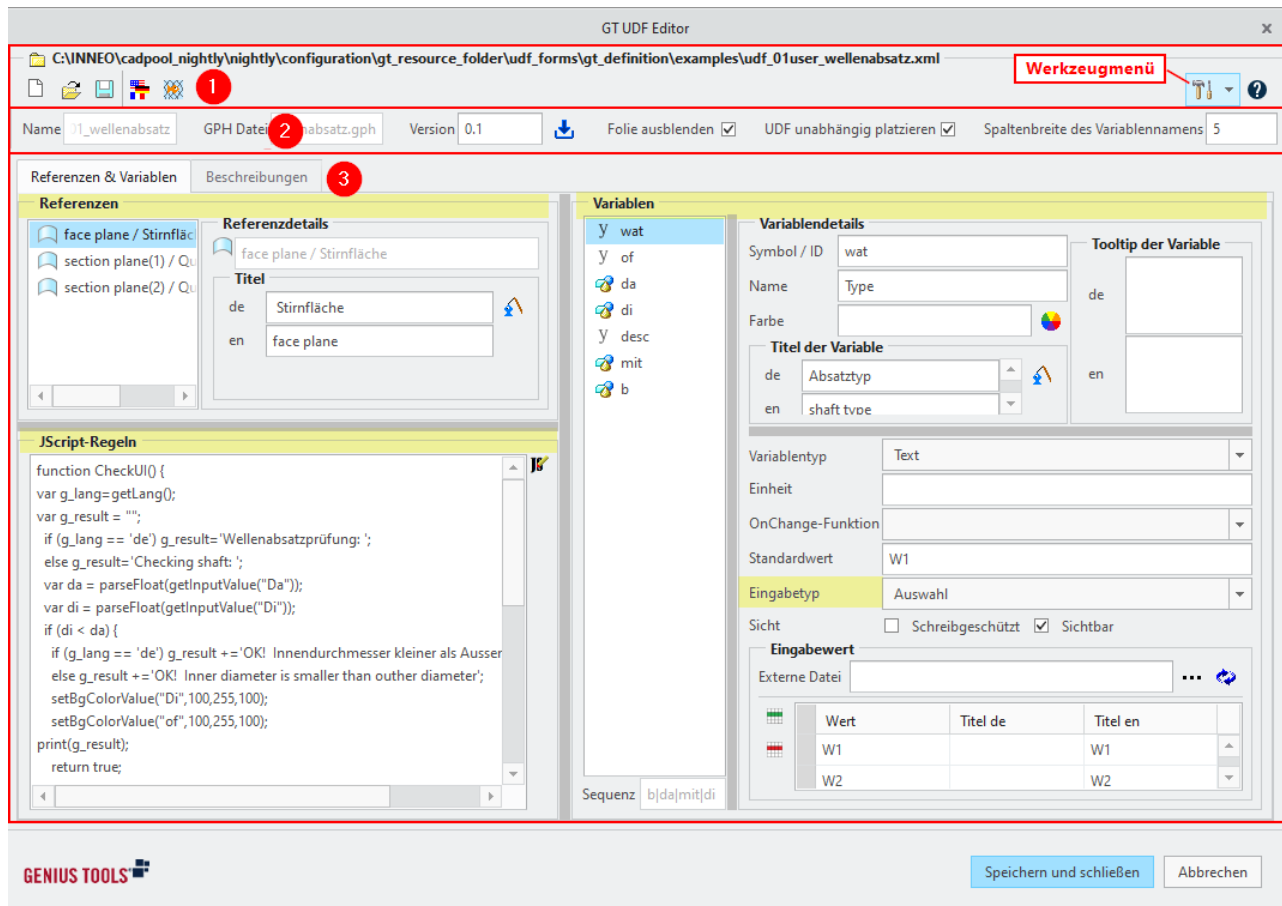 GT UDF Editor
x
C:\INNEO\cadpool_nightly\nightly\configuration\gt_resource_folder\udf_forms\gt_definition\examples\udf_01user_wellenabsatz.xml
Werkzeugmenü
1
Name 01_wellenabsatz GPH Datei nabsatz.gph Version 0.1 Folie ausblenden UDF unabhängig platzieren Spaltenbreite des Variablennamens 5
2
Referenzen & Variablen Beschreibungen
3
Referenzen
face plane / Stirnfläc
section plane(1) / Qu
section plane(2) / Qu
Referenzdetails
face plane / Stirnfläche
Titel
de Stirnfläche
en face plane
JScript-Regeln
function CheckUI() {
var g_lang=getLang();
var g_result = "";
if (g_lang == 'de') g_result='Wellenabsatzprüfung: ';
else g_result='Checking shaft: ';
var da = parseFloat(getInputValue("Da"));
var di = parseFloat(getInputValue("Di"));
if (di < da) {
if (g_lang == 'de') g_result +='OK! Innendurchmesser kleiner als Ausser
else g_result +='OK! Inner diameter is smaller than outher diameter';
setBgColorValue("Di",100,255,100);
setBgColorValue("of",100,255,100);
print(g_result);
return true;
Variablen
y wat
y of
da
di
y desc
mit
b
Sequenz b|da|mit|di
Variablendetails
Symbol / ID wat
Name Type
Farbe
Titel der Variable
de Absatztyp
en shaft type
Tooltip der Variable
de
en
Variablentyp Text
Einheit
OnChange-Funktion
Standardwert W1
Eingabetyp Auswahl
Sicht Schreibgeschützt Sichtbar
Eingabewert
Externe Datei ...
Wert Titel de Titel en
W1 W1
W2 W2
GENIUS TOOLS
Speichern und schließen Abbrechen